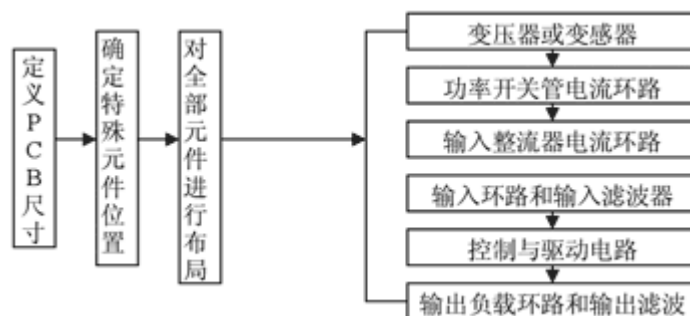 定义PCB尺寸
确定特殊元件位置
对全部元件进行布局
变压器或变感器
功率开关管电流环路
输入整流器电流环路
输入环路和输入滤波器
控制与驱动电路
输出负载环路和输出滤波